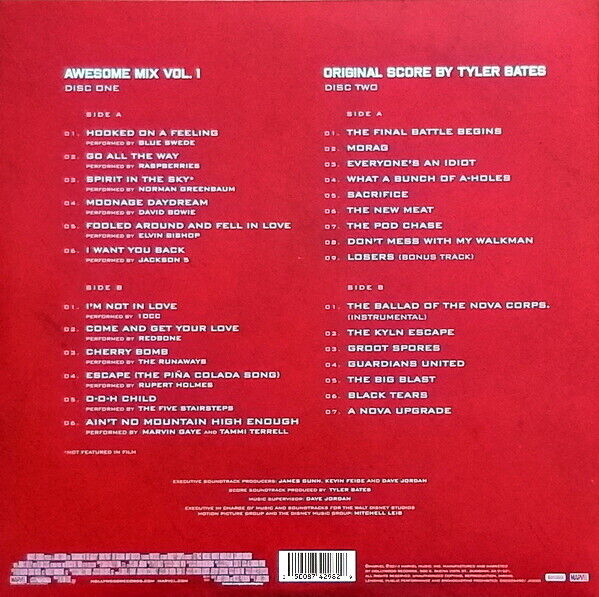 AWESOME MIX VOL. 1
DISC ONE
SIDE A
01. HOOKED ON A FEELING
PERFORMED BY BLUE SWEDE
02. GO ALL THE WAY
PERFORMED BY RASPBERRIES
03. SPIRIT IN THE SKY*
PERFORMED BY NORMAN GREENBAUM
04. MOONAGE DAYDREAM
PERFORMED BY DAVID BOWIE
05. FOOLED AROUND AND FELL IN LOVE
PERFORMED BY ELVIN BISHOP
06. I WANT YOU BACK
PERFORMED BY JACKSON 5
SIDE B
01. I'M NOT IN LOVE
PERFORMED BY 10CC
02. COME AND GET YOUR LOVE
PERFORMED BY REDBONE
03. CHERRY BOMB
PERFORMED BY THE RUNAWAYS
04. ESCAPE (THE PIÑA COLADA SONG)
PERFORMED BY RUPERT HOLMES
05. O-O-H CHILD
PERFORMED BY THE FIVE STAIRSTEPS
06. AIN'T NO MOUNTAIN HIGH ENOUGH
PERFORMED BY MARVIN GAYE AND TAMMI TERRELL
*NOT FEATURED IN FILM
ORIGINAL SCORE BY TYLER BATES
DISC TWO
SIDE A
01. THE FINAL BATTLE BEGINS
02. MORAG
03. EVERYONE'S AN IDIOT
04. WHAT A BUNCH OF A-HOLES
05. SACRIFICE
06. THE NEW MEAT
07. THE POD CHASE
08. DON'T MESS WITH MY WALKMAN
09. LOSERS (BONUS TRACK)
SIDE B
01. THE BALLAD OF THE NOVA CORPS.
(INSTRUMENTAL)
02. THE KYLN ESCAPE
03. GROOT SPORES
04. GUARDIANS UNITED
05. THE BIG BLAST
06. BLACK TEARS
07. A NOVA UPGRADE
EXECUTIVE SOUNDTRACK PRODUCERS: JAMES GUNN, KEVIN FEIGE AND DAVE JORDAN
SCORE SOUNDTRACK PRODUCED BY TYLER BATES
MUSIC SUPERVISOR: DAVE JORDAN
EXECUTIVE IN CHARGE OF MUSIC AND SOUNDTRACKS FOR THE WALT DISNEY STUDIOS
MOTION PICTURE GROUP AND THE DISNEY MUSIC GROUP: MITCHELL LEIB
MARVEL
HOLLYWOODRECORDS.COM MARVEL.COM
50087 42982
MARVEL